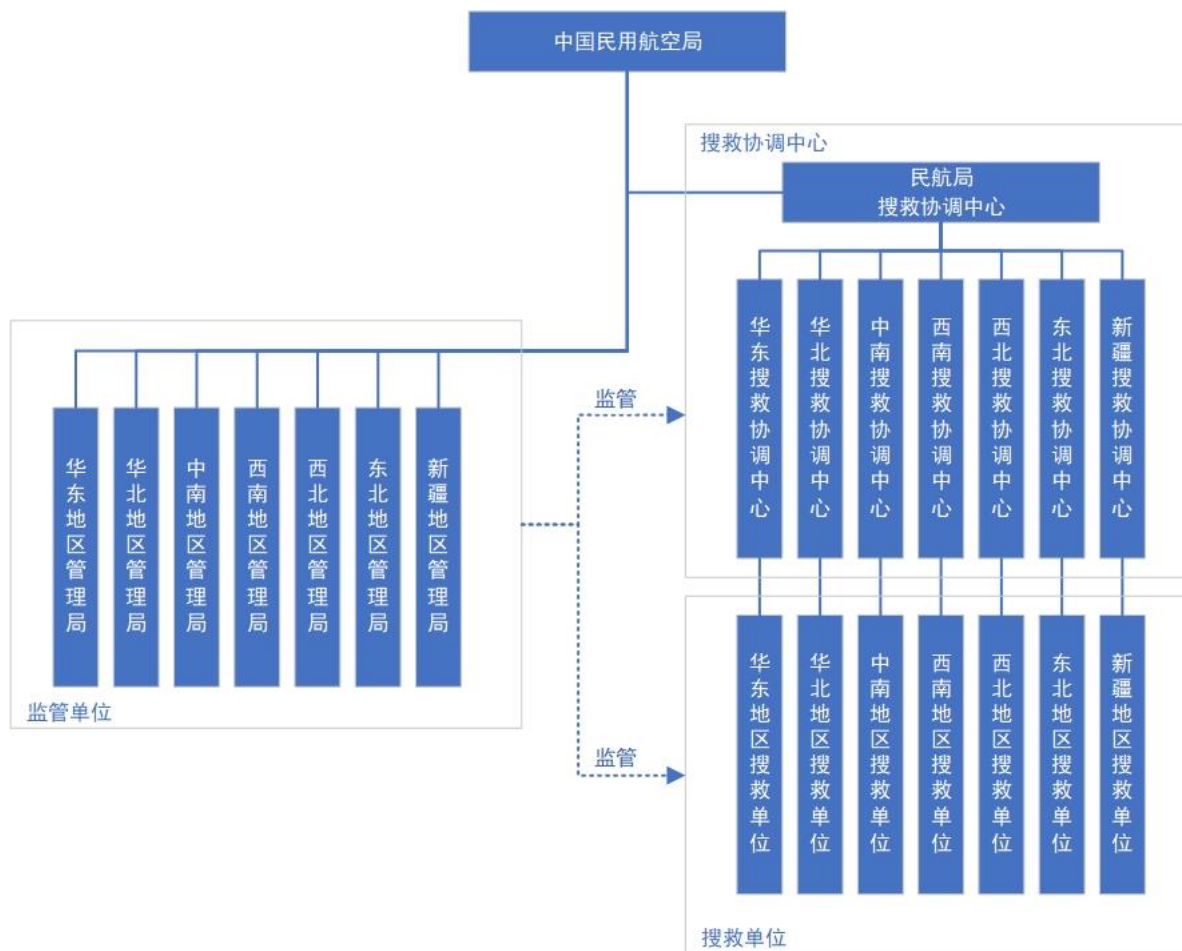 中国民用航空局
搜救协调中心
民航局
搜救协调中心
华东搜救协调中心
华北搜救协调中心
中南搜救协调中心
西南搜救协调中心
西北搜救协调中心
东北搜救协调中心
新疆搜救协调中心
监管
华东地区管理局
华北地区管理局
中南地区管理局
西南地区管理局
西北地区管理局
东北地区管理局
新疆地区管理局
监管单位
监管
华东地区搜救单位
华北地区搜救单位
中南地区搜救单位
西南地区搜救单位
西北地区搜救单位
东北地区搜救单位
新疆地区搜救单位
搜救单位